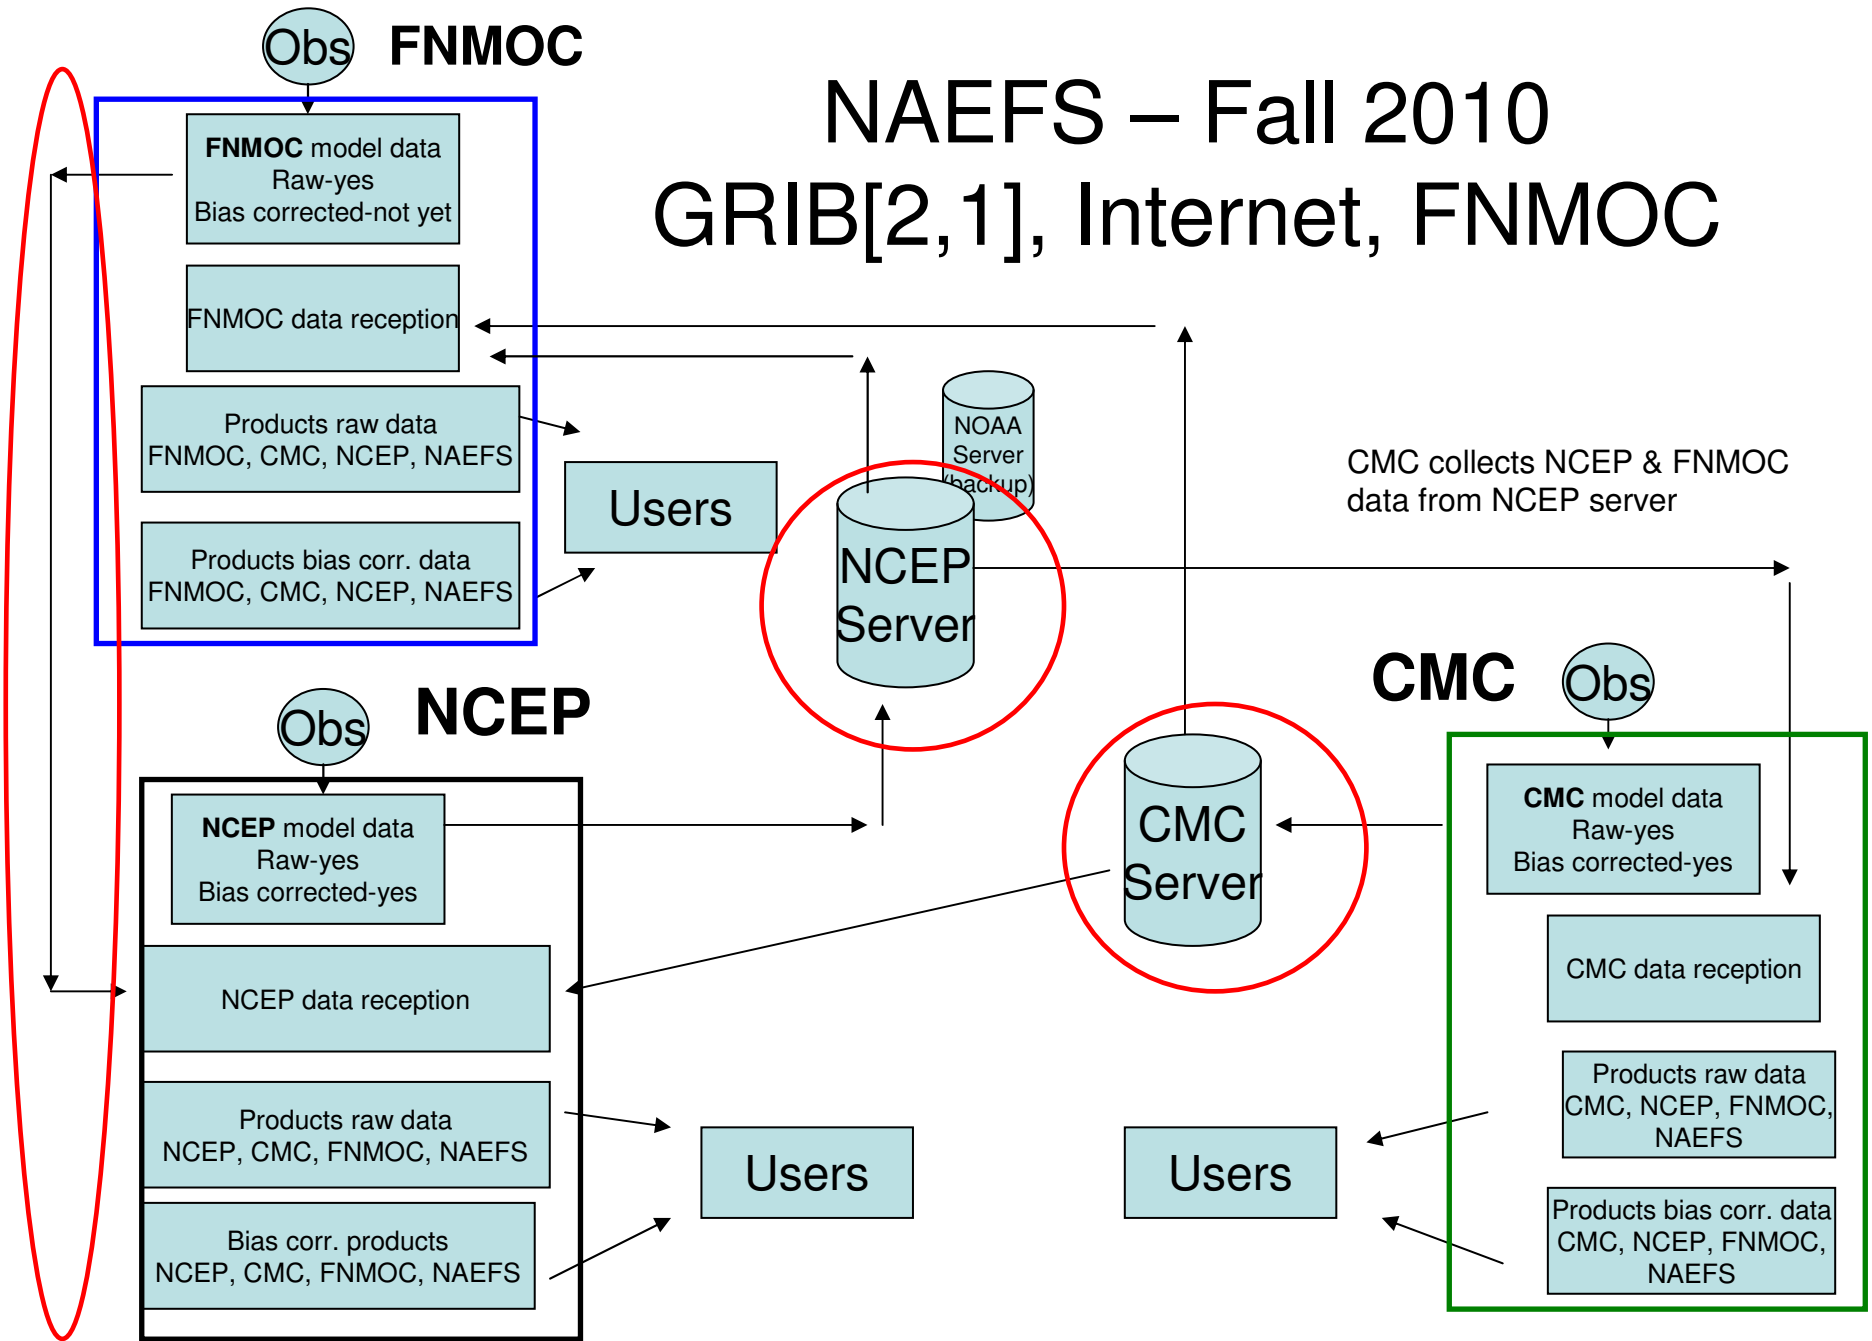 Obs
FNMOC
NAEFS – Fall 2010
GRIB[2,1], Internet, FNMOC
FNMOC model data
Raw-yes
Bias corrected-not yet
FNMOC data reception
Products raw data
FNMOC, CMC, NCEP, NAEFS
Products bias corr. data
FNMOC, CMC, NCEP, NAEFS
Users
NOAA
Server
(backup)
NCEP
Server
CMC collects NCEP & FNMOC
data from NCEP server
Obs
NCEP
NCEP model data
Raw-yes
Bias corrected-yes
NCEP data reception
Products raw data
NCEP, CMC, FNMOC, NAEFS
Bias corr. products
NCEP, CMC, FNMOC, NAEFS
Users
CMC
Server
CMC
Obs
CMC model data
Raw-yes
Bias corrected-yes
CMC data reception
Products raw data
CMC, NCEP, FNMOC,
NAEFS
Products bias corr. data
CMC, NCEP, FNMOC,
NAEFS
Users